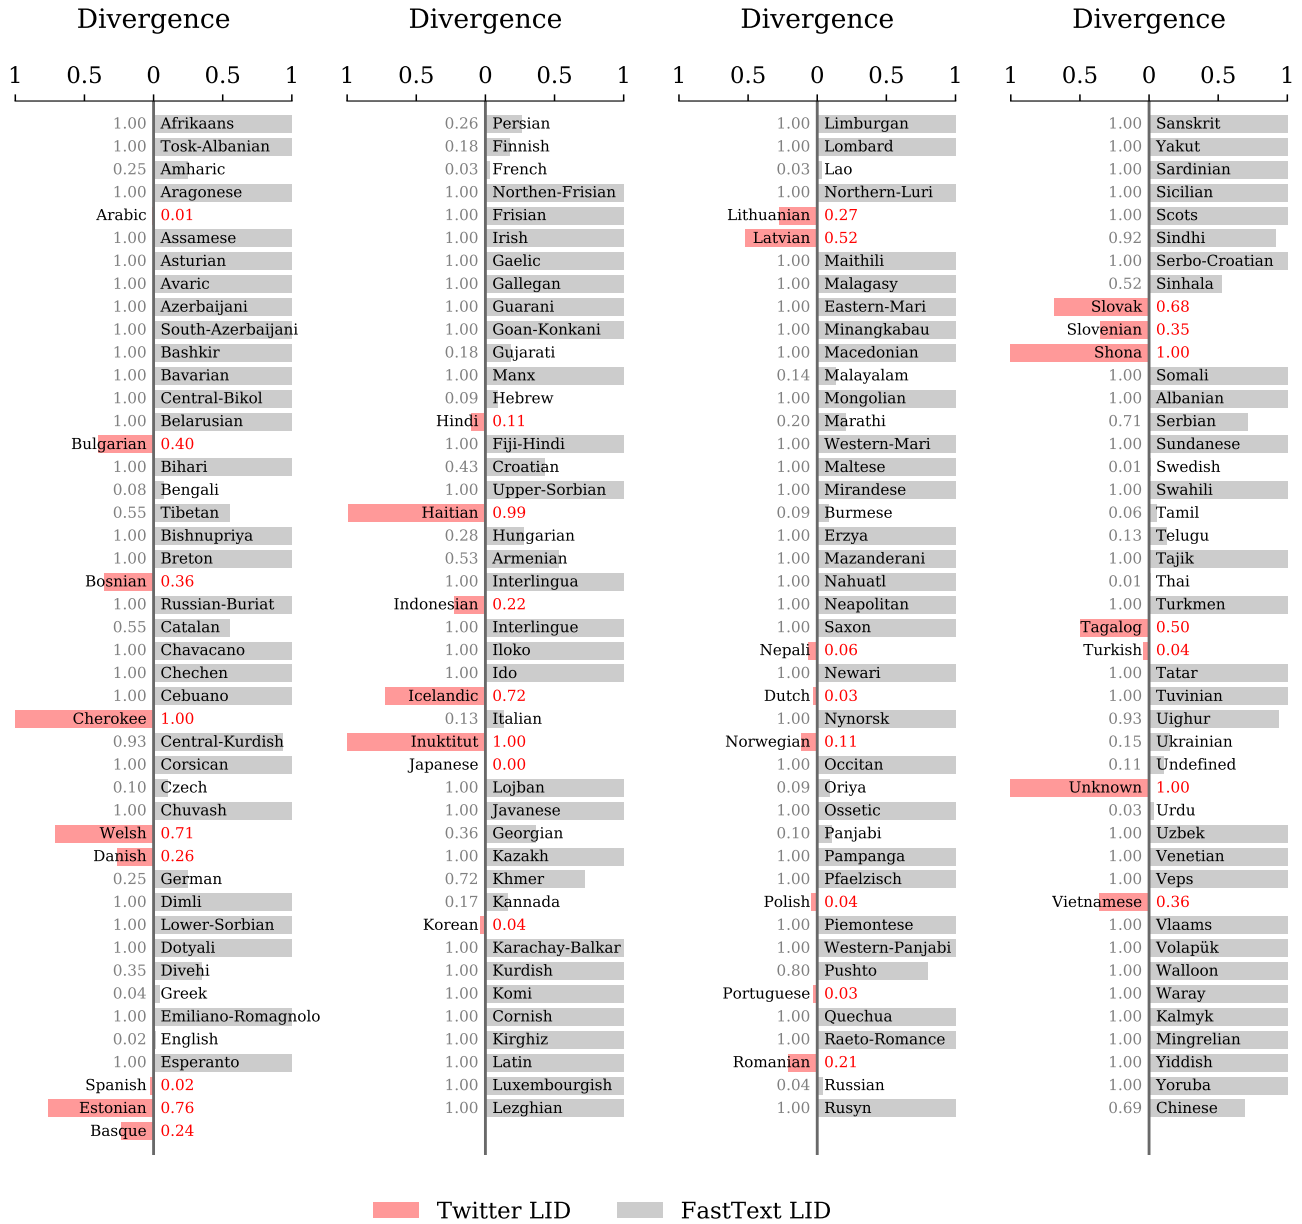 Divergence
1 0.5 0 0.5 1
1.00 Afrikaans
1.00 Tosk-Albanian
0.25 Amharic
1.00 Aragonese
Arabic 0.01
1.00 Assamese
1.00 Asturian
1.00 Avaric
1.00 Azerbaijani
1.00 South-Azerbaijani
1.00 Bashkir
1.00 Bavarian
1.00 Central-Bikol
1.00 Belarusian
Bulgarian 0.40
1.00 Bihari
0.08 Bengali
0.55 Tibetan
1.00 Bishnupriya
1.00 Breton
Bosnian 0.36
1.00 Russian-Buriat
0.55 Catalan
1.00 Chavacano
1.00 Chechen
1.00 Cebuano
Cherokee 1.00
0.93 Central-Kurdish
1.00 Corsican
0.10 Czech
1.00 Chuvash
Welsh 0.71
Danish 0.26
0.25 German
1.00 Dimli
1.00 Lower-Sorbian
1.00 Dotyali
0.35 Divehi
0.04 Greek
1.00 Emiliano-Romagnolo
0.02 English
1.00 Esperanto
Spanish 0.02
Estonian 0.76
Basque 0.24
Divergence
1 0.5 0 0.5 1
0.26 Persian
0.18 Finnish
0.03 French
1.00 Northen-Frisian
1.00 Frisian
1.00 Irish
1.00 Gaelic
1.00 Gallegan
1.00 Guarani
1.00 Goan-Konkani
0.18 Gujarati
1.00 Manx
0.09 Hebrew
Hindi 0.11
1.00 Fiji-Hindi
0.43 Croatian
1.00 Upper-Sorbian
Haitian 0.99
0.28 Hungarian
0.53 Armenian
1.00 Interlingua
Indonesian 0.22
1.00 Interlingue
1.00 Iloko
1.00 Ido
Icelandic 0.72
0.13 Italian
Inuktitut 1.00
Japanese 0.00
1.00 Lojban
1.00 Javanese
0.36 Georgian
1.00 Kazakh
0.72 Khmer
0.17 Kannada
Korean 0.04
1.00 Karachay-Balkar
1.00 Kurdish
1.00 Komi
1.00 Cornish
1.00 Kirghiz
1.00 Latin
1.00 Luxembourgish
1.00 Lezghian
Divergence
1 0.5 0 0.5 1
1.00 Limburgan
1.00 Lombard
0.03 Lao
1.00 Northern-Luri
Lithuanian 0.27
Latvian 0.52
1.00 Maithili
1.00 Malagasy
1.00 Eastern-Mari
1.00 Minangkabau
1.00 Macedonian
0.14 Malayalam
1.00 Mongolian
0.20 Marathi
1.00 Western-Mari
1.00 Maltese
1.00 Mirandese
0.09 Burmese
1.00 Erzya
1.00 Mazanderani
1.00 Nahuatl
1.00 Neapolitan
1.00 Saxon
Nepali 0.06
1.00 Newari
Dutch 0.03
1.00 Nynorsk
Norwegian 0.11
1.00 Occitan
0.09 Oriya
1.00 Ossetic
0.10 Panjabi
1.00 Pampanga
1.00 Pfaelzisch
Polish 0.04
1.00 Piemontese
1.00 Western-Panjabi
0.80 Pushto
Portuguese 0.03
1.00 Quechua
1.00 Raeto-Romance
Romanian 0.21
0.04 Russian
1.00 Rusyn
Divergence
1 0.5 0 0.5 1
1.00 Sanskrit
1.00 Yakut
1.00 Sardinian
1.00 Sicilian
1.00 Scots
0.92 Sindhi
1.00 Serbo-Croatian
0.52 Sinhala
Slovak 0.68
Slovenian 0.35
Shona 1.00
1.00 Somali
1.00 Albanian
0.71 Serbian
1.00 Sundanese
0.01 Swedish
1.00 Swahili
0.06 Tamil
0.13 Telugu
1.00 Tajik
0.01 Thai
1.00 Turkmen
Tagalog 0.50
Turkish 0.04
1.00 Tatar
1.00 Tuvinian
0.93 Uighur
0.15 Ukrainian
0.11 Undefined
Unknown 1.00
0.03 Urdu
1.00 Uzbek
1.00 Venetian
1.00 Veps
Vietnamese 0.36
1.00 Vlaams
1.00 Volapük
1.00 Walloon
1.00 Waray
1.00 Kalmyk
1.00 Mingrelian
1.00 Yiddish
1.00 Yoruba
0.69 Chinese
Twitter LID FastText LID